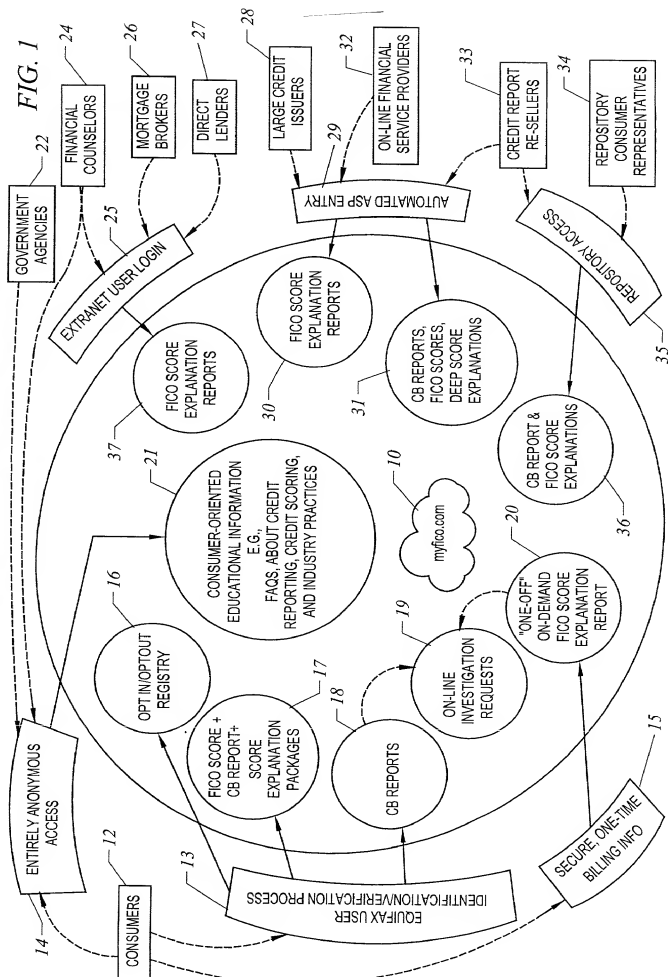 FIG. 1
22
GOVERNMENT
AGENCIES
24
FINANCIAL
COUNSELORS
26
MORTGAGE
BROKERS
27
DIRECT
LENDERS
28
LARGE CREDIT
ISSUERS
32
ON-LINE FINANCIAL
SERVICE PROVIDERS
33
CREDIT REPORT
RE-SELLERS
34
REPOSITORY
CONSUMER
REPRESENTATIVES
25
EXTRANET USER LOGIN
29
AUTOMATED ASP ENTRY
REPOSITORY ACCESS
35
37
FICO SCORE
EXPLANATION
REPORTS
30
FICO SCORE
EXPLANATION
REPORTS
31
CB REPORTS,
FICO SCORES,
DEEP SCORE
EXPLANATIONS
CB REPORT &
FICO SCORE
EXPLANATIONS
36
21
CONSUMER-ORIENTED
EDUCATIONAL INFORMATION
E.G.,
FAQS, ABOUT CREDIT
REPORTING, CREDIT SCORING,
AND INDUSTRY PRACTICES
10
myfico.com
16
OPT IN/OPTOUT
REGISTRY
17
FICO SCORE +
CB REPORT+
SCORE
EXPLANATION
PACKAGES
18
CB REPORTS
19
ON-LINE
INVESTIGATION
REQUESTS
20
"ONE-OFF"
ON-DEMAND
FICO SCORE
EXPLANATION
REPORT
ENTIRELY ANONYMOUS
ACCESS
14
12
CONSUMERS
13
EQUIFAX USER
IDENTIFICATION/VERIFICATION PROCESS
15
SECURE, ONE-TIME
BILLING INFO